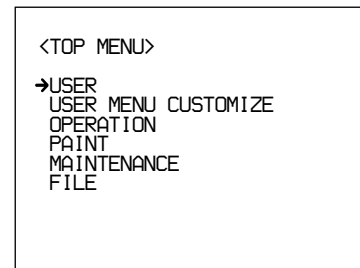 <TOP MENU>
→USER
USER MENU CUSTOMIZE
OPERATION
PAINT
MAINTENANCE
FILE